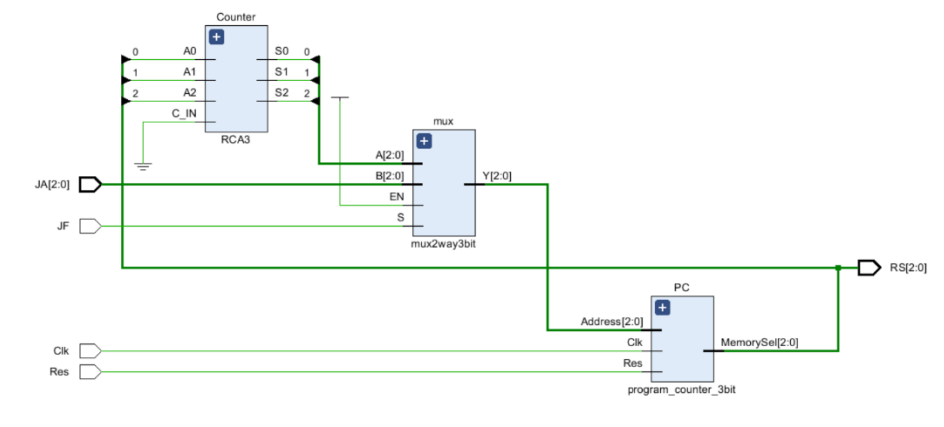 Counter
0 A0 S0 0
1 A1 S1 1
2 A2 S2 2
C_IN
RCA3
mux
A[2:0]
JA[2:0] B[2:0] Y[2:0]
EN
JF S
mux2way3bit
RS[2:0]
PC
Address[2:0]
Clk Clk MemorySel[2:0]
Res Res
program_counter_3bit